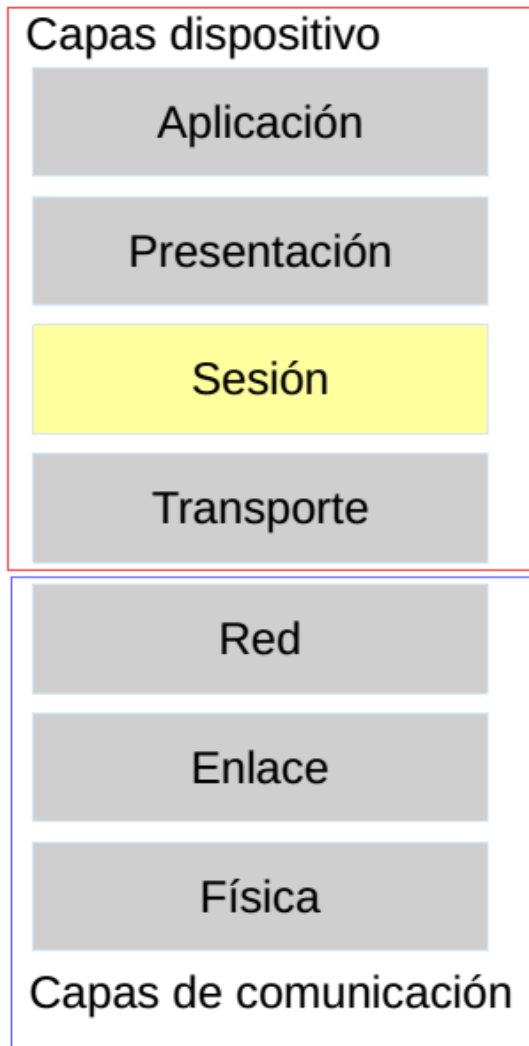 Capas dispositivo
Aplicación
Presentación
Sesión
Transporte
Red
Enlace
Física
Capas de comunicación